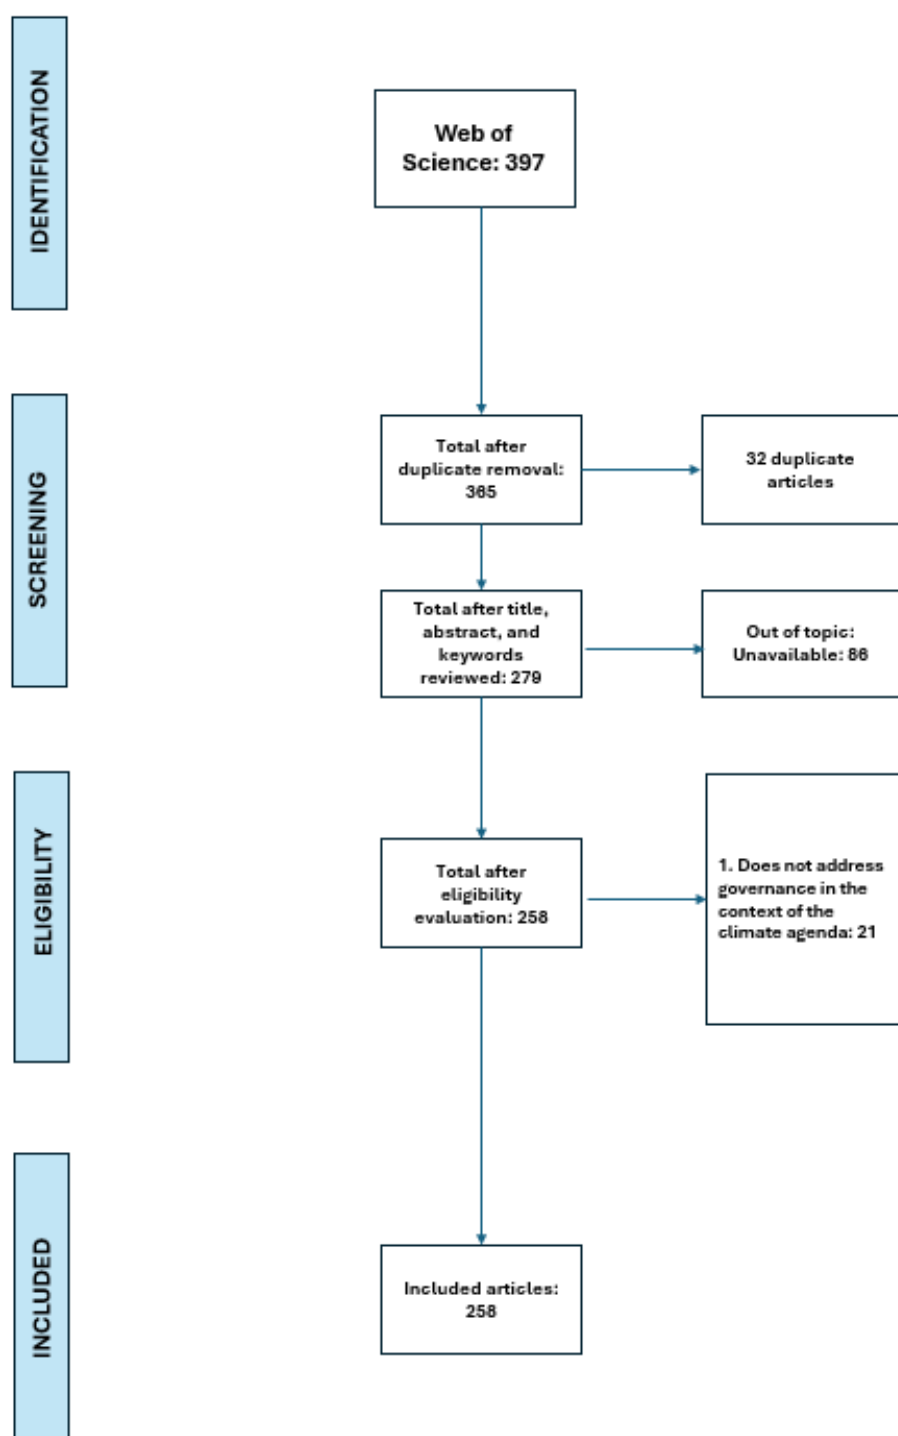 IDENTIFICATION
Web of
Science: 397
SCREENING
Total after
duplicate removal:
365
32 duplicate
articles
Total after title,
abstract, and
keywords
reviewed: 279
Out of topic:
Unavailable: 86
ELIGIBILITY
Total after
eligibility
evaluation: 258
1. Does not address
governance in the
context of the
climate agenda: 21
INCLUDED
Included articles:
258